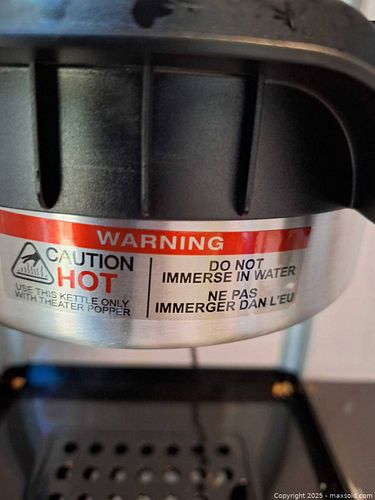 WARNING
CAUTION
HOT
USE THIS KETTLE ONLY
WITH THEATER POPPER
DO NOT
IMMERSE IN WATER
NE PAS
IMMERGER DAN L'EU
Copyright 2025 - maxsold.com